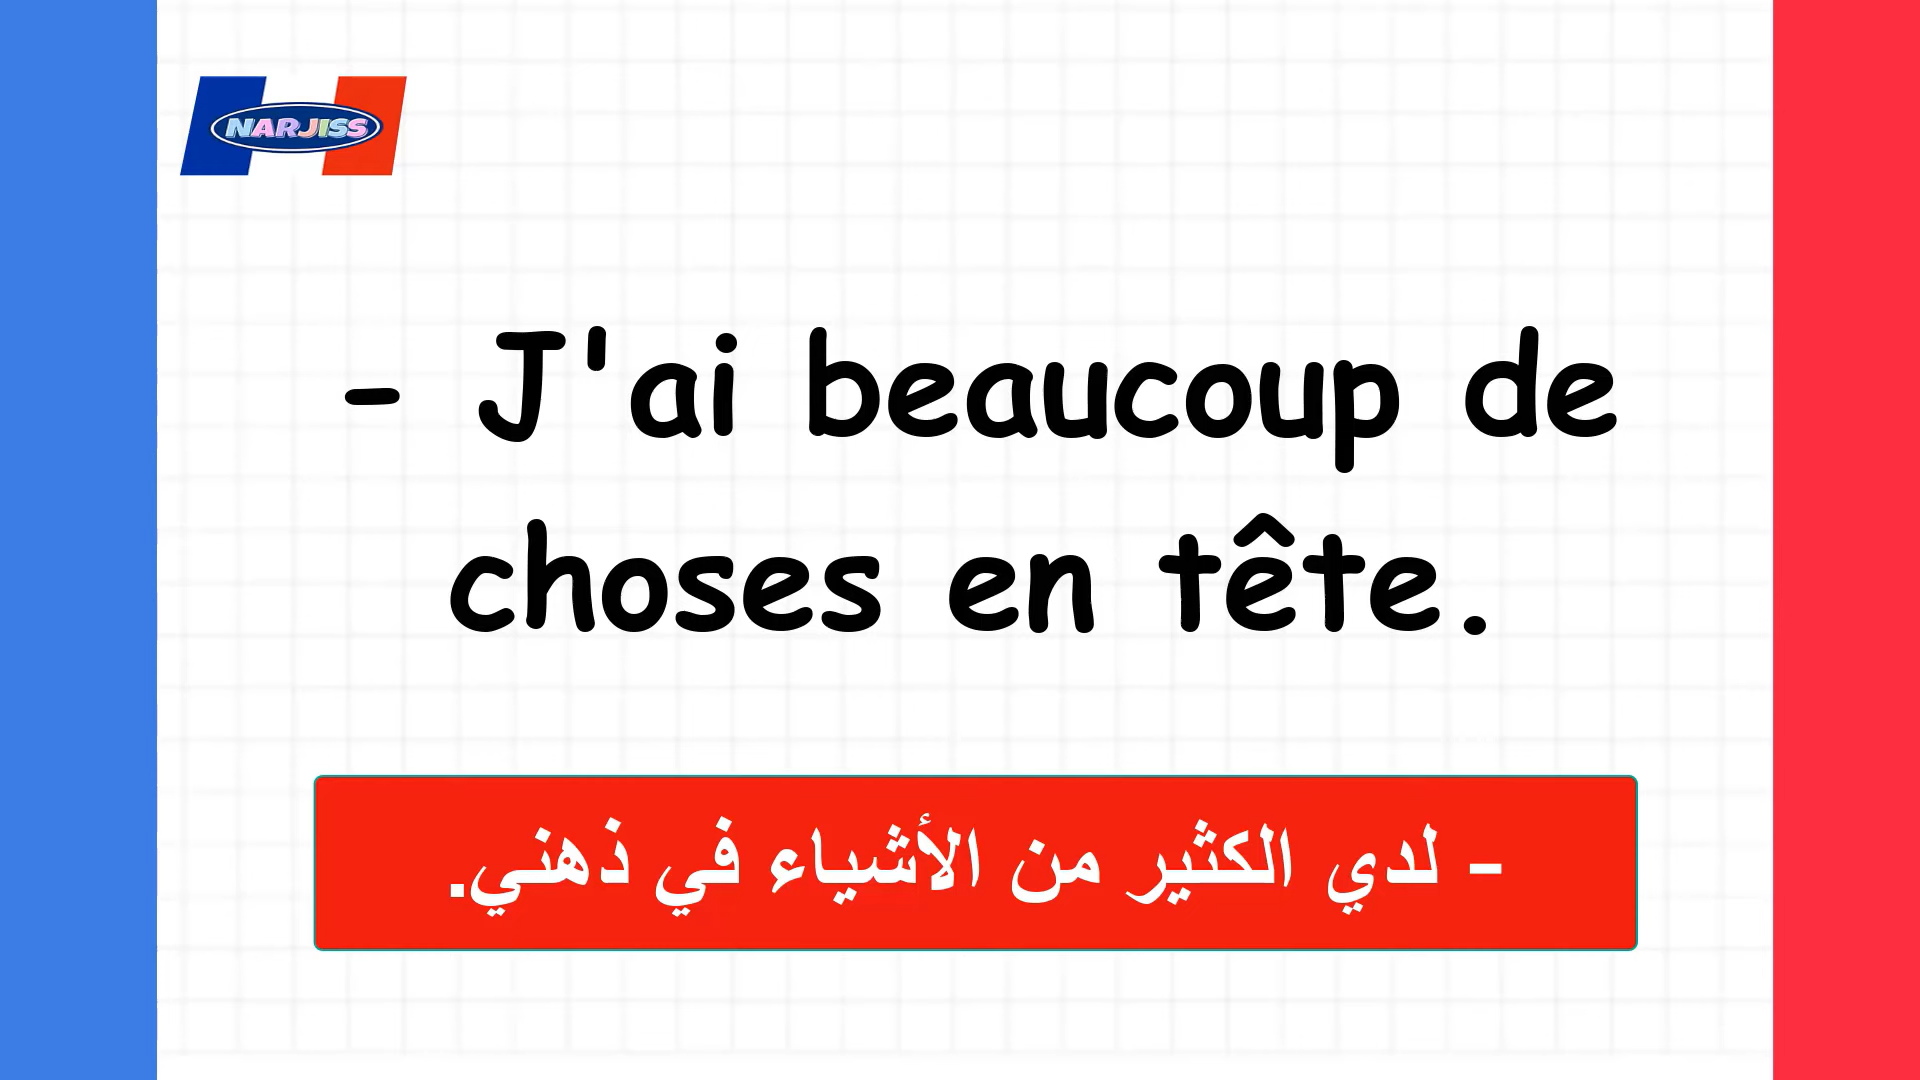 NARJISS
- J'ai beaucoup de
choses en tête.
- لدي الكثير من الأشياء في ذهني.